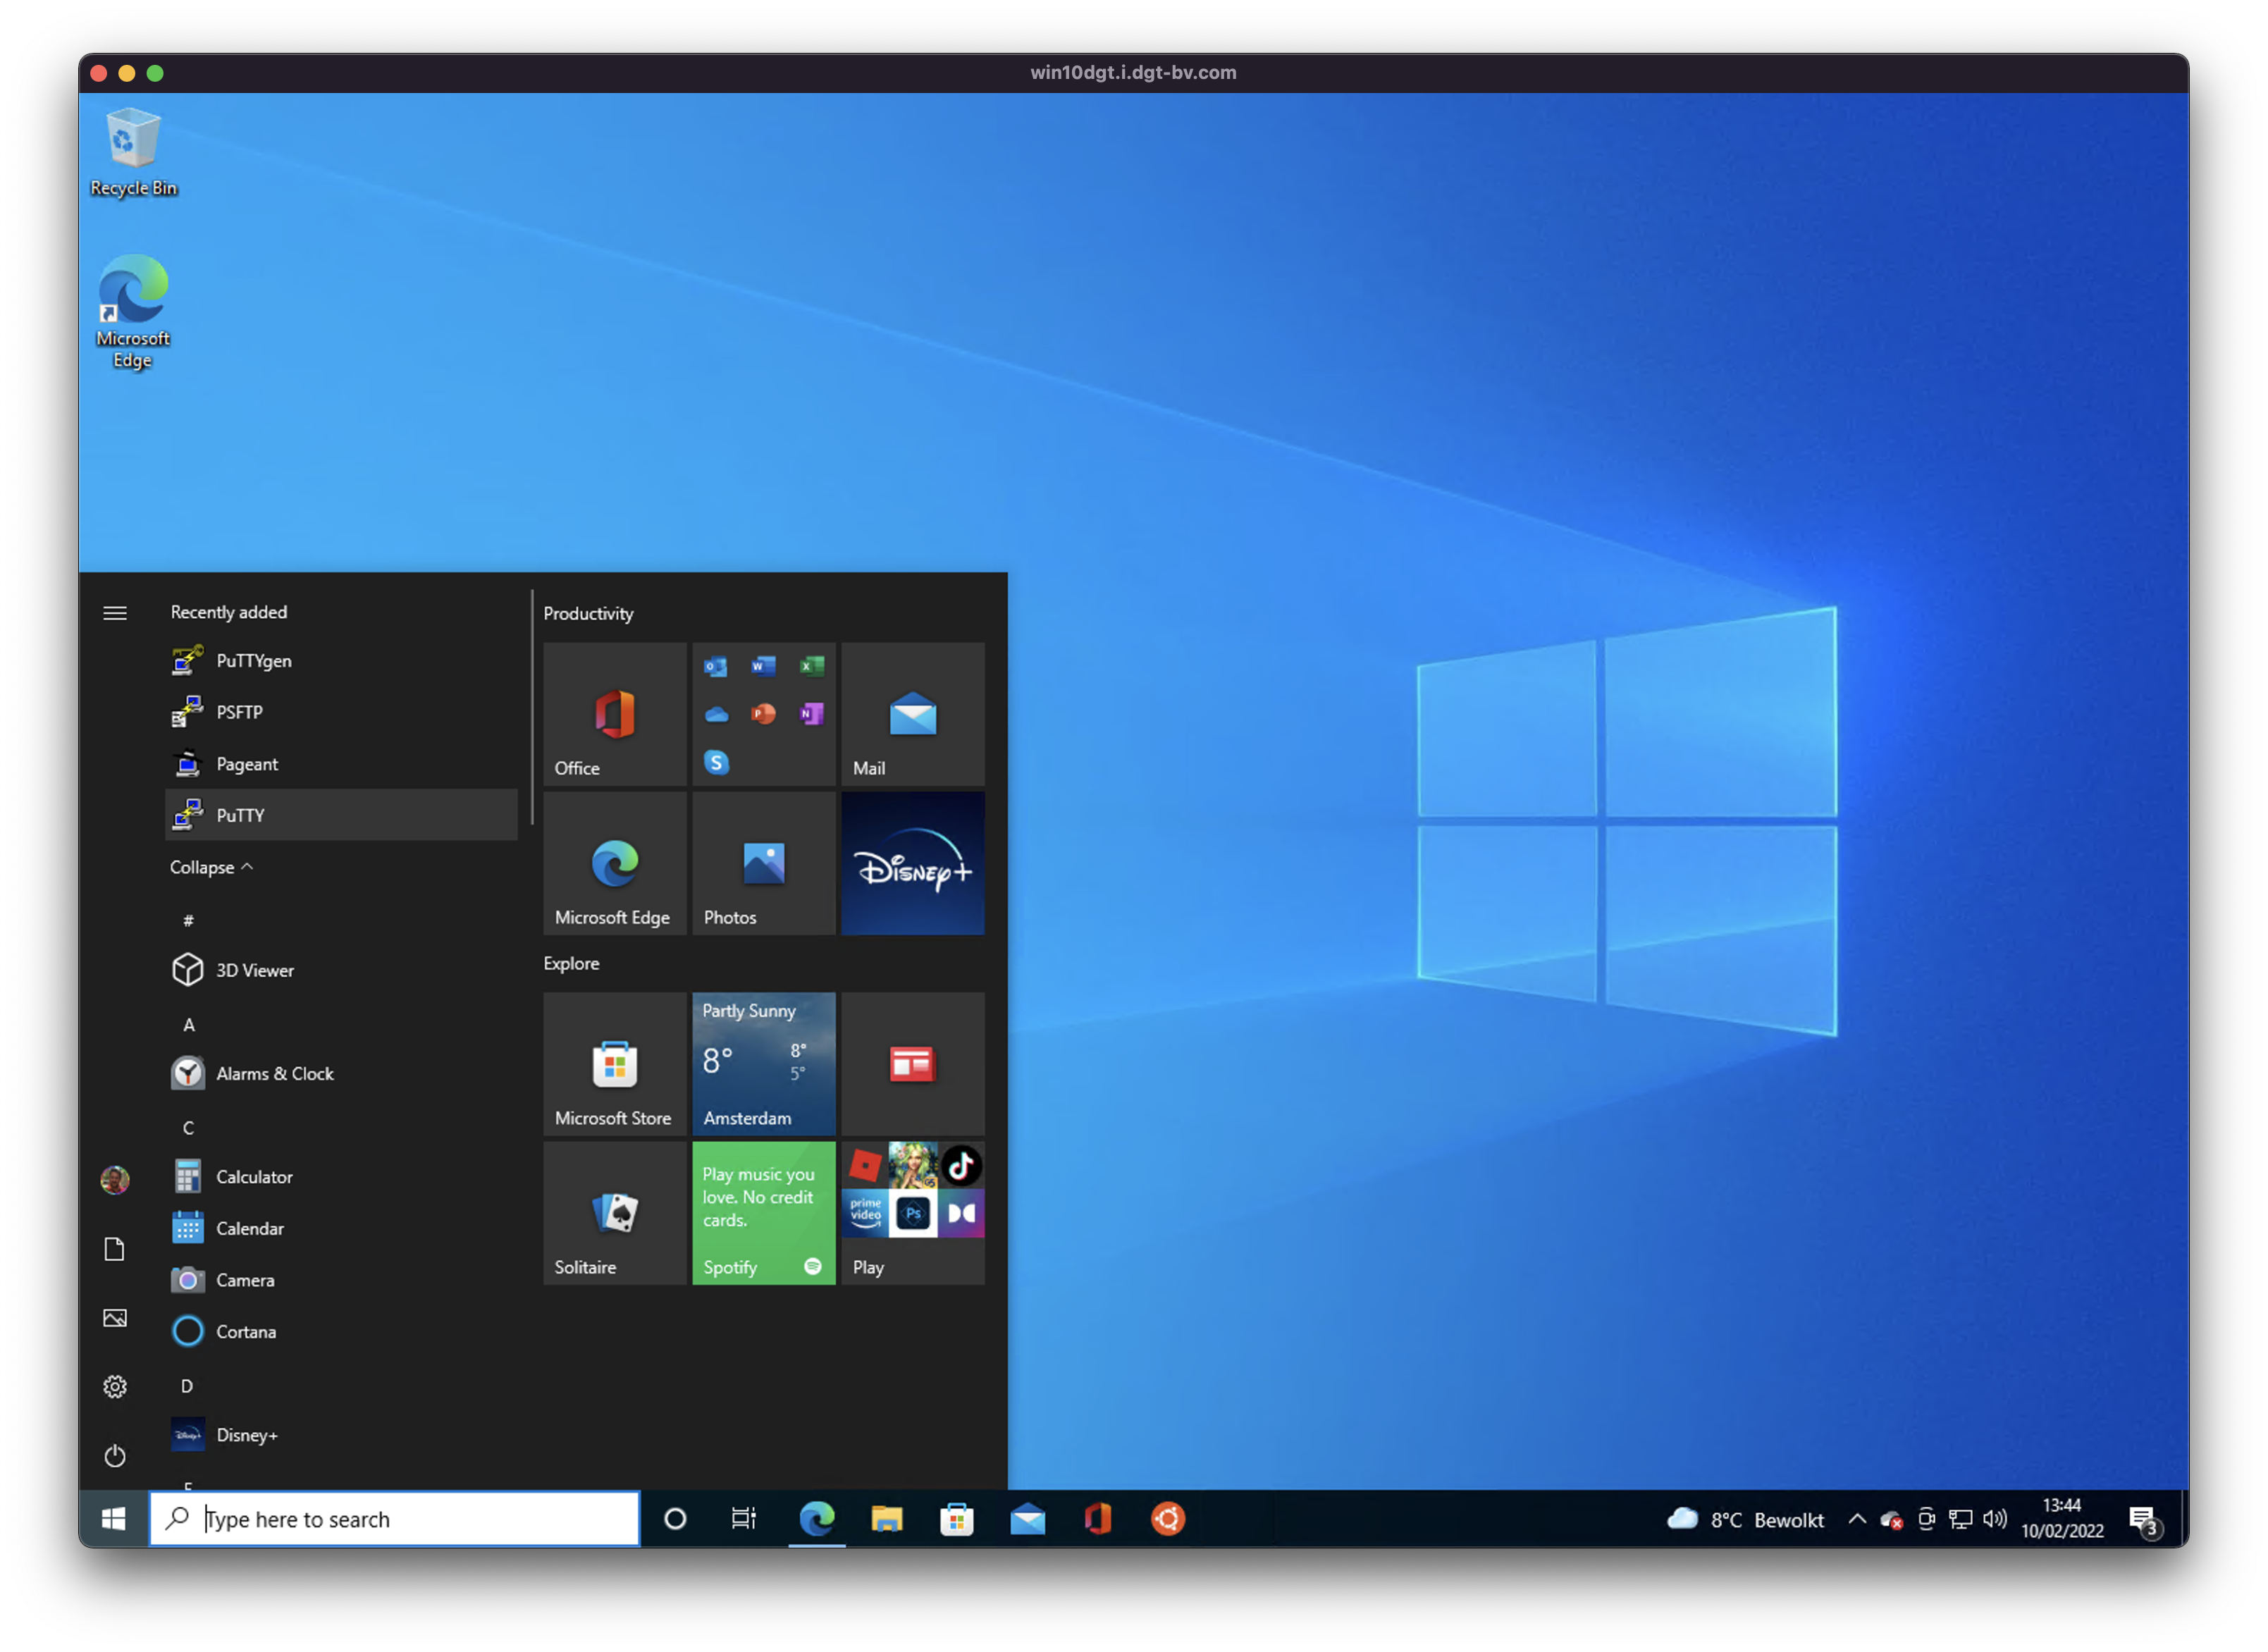 win10dgt.i.dgt-bv.com
Recycle Bin
Microsoft
Edge
Recently added
PuTTYgen
PSFTP
Pageant
PuTTY
Collapse
#
3D Viewer
A
Alarms & Clock
C
Calculator
Calendar
Camera
Cortana
D
Disney+
Productivity
Office
Mail
Microsoft Edge
Photos
Disney+
Explore
Microsoft Store
Partly Sunny
8°
8°
5°
Amsterdam
Solitaire
Play music you
love. No credit
cards.
Spotify
prime
video
Ps
Play
Type here to search
8°C Bewolkt
13:44
10/02/2022
3